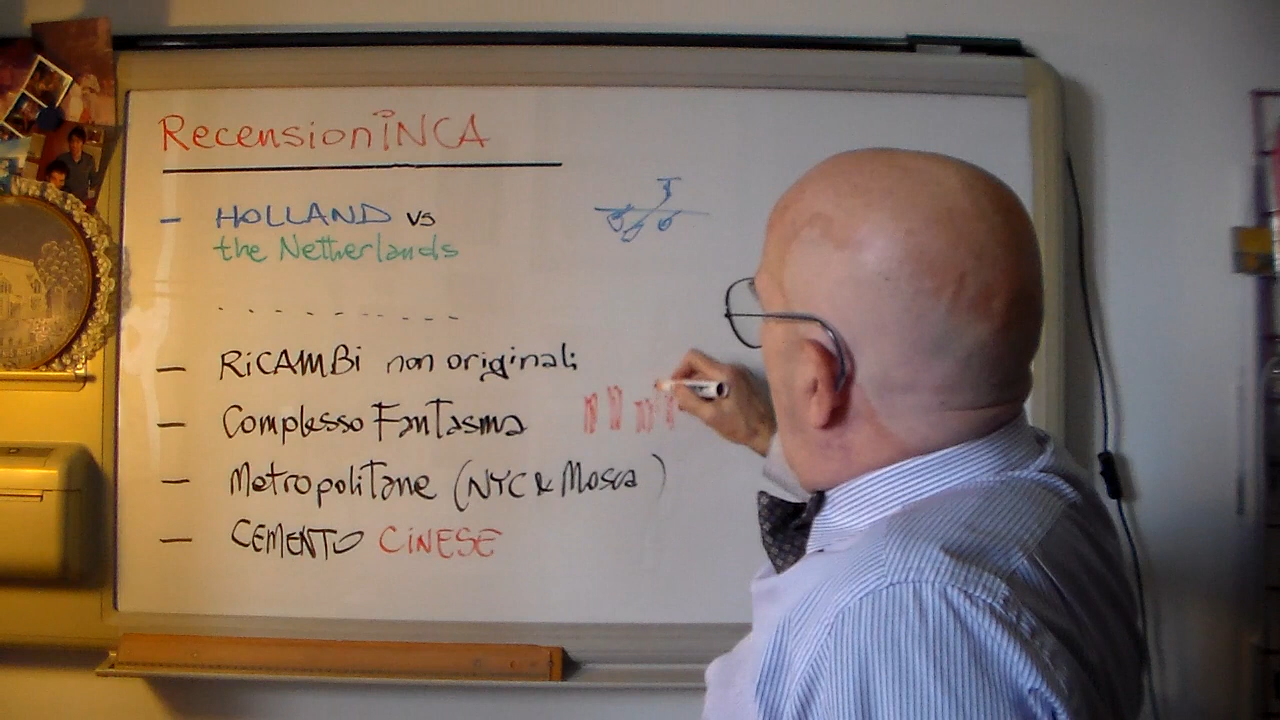 RecensioniNCA
- HOLLAND vs
the Netherlands
- RiCAMBi non originali
- Complesso Fantasma
- Metropolitane (NYC & Mosca)
- CEMENTO CiNESE